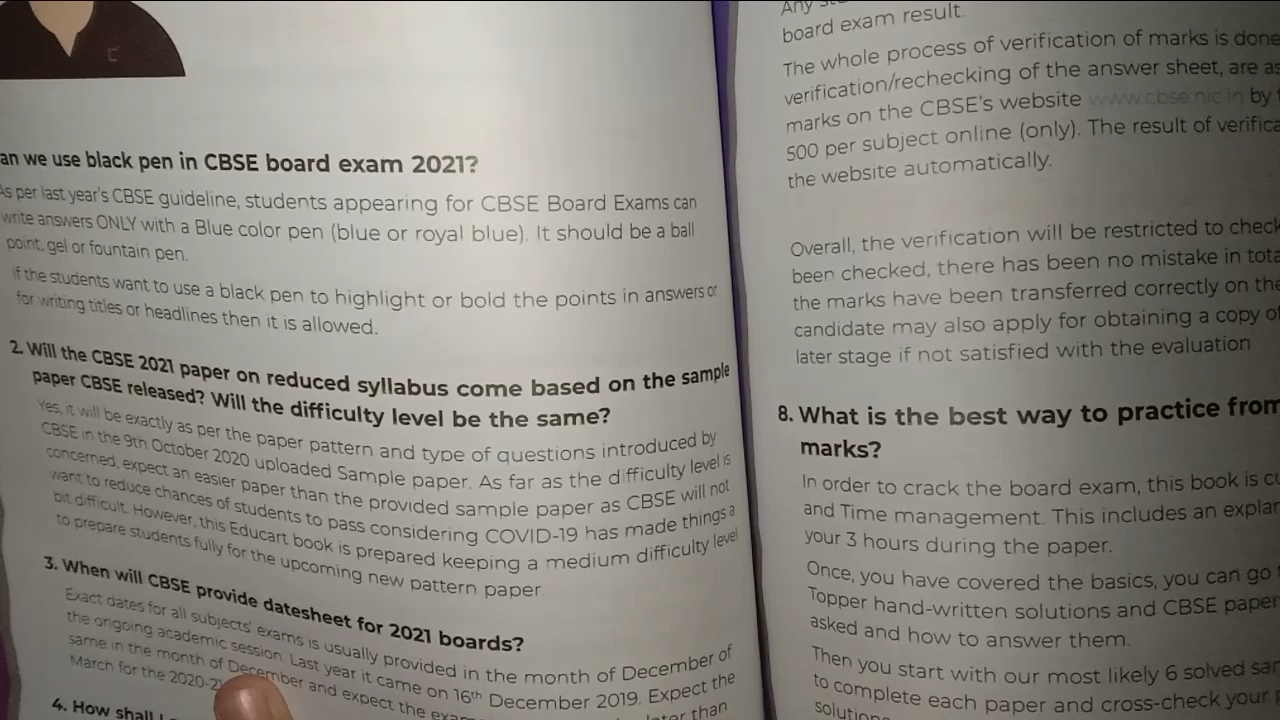 an we use black pen in CBSE board exam 2021?
As per last year's CBSE guideline, students appearing for CBSE Board Exams can
write answers ONLY with a Blue color pen (blue or royal blue). It should be a ball
point, gel or fountain pen.
If the students want to use a black pen to highlight or bold the points in answers or
for writing titles or headlines then it is allowed.
2. Will the CBSE 2021 paper on reduced syllabus come based on the sample
paper CBSE released? Will the difficulty level be the same?
Yes, it will be exactly as per the paper pattern and type of questions introduced by
CBSE in the 9th October 2020 uploaded Sample paper. As far as the difficulty level is
concerned, expect an easier paper than the provided sample paper as CBSE will not
want to reduce chances of students to pass considering COVID-19 has made things a
bit difficult. However, this Educart book is prepared keeping a medium difficulty level
to prepare students fully for the upcoming new pattern paper
3. When will CBSE provide datesheet for 2021 boards?
Exact dates for all subjects' exams is usually provided in the month of December of
the ongoing academic session. Last year it came on 16th December 2019. Expect the
same in the month of December and expect the later than
March for the 2020-2
4. How shall
Any
board exam result.
The whole process of verification of marks is done
verification/rechecking of the answer sheet, are as
marks on the CBSE's website www.cbse.nic.in by
500 per subject online (only). The result of verifica
the website automatically.
Overall, the verification will be restricted to check
been checked, there has been no mistake in tota
the marks have been transferred correctly on the
candidate may also apply for obtaining a copy of
later stage if not satisfied with the evaluation
8. What is the best way to practice from
marks?
In order to crack the board exam, this book is cu
and Time management. This includes an explan
your 3 hours during the paper.
Once, you have covered the basics, you can go
Topper hand-written solutions and CBSE paper
asked and how to answer them.
Then you start with our most likely 6 solved sam
to complete each paper and cross-check your
solutions